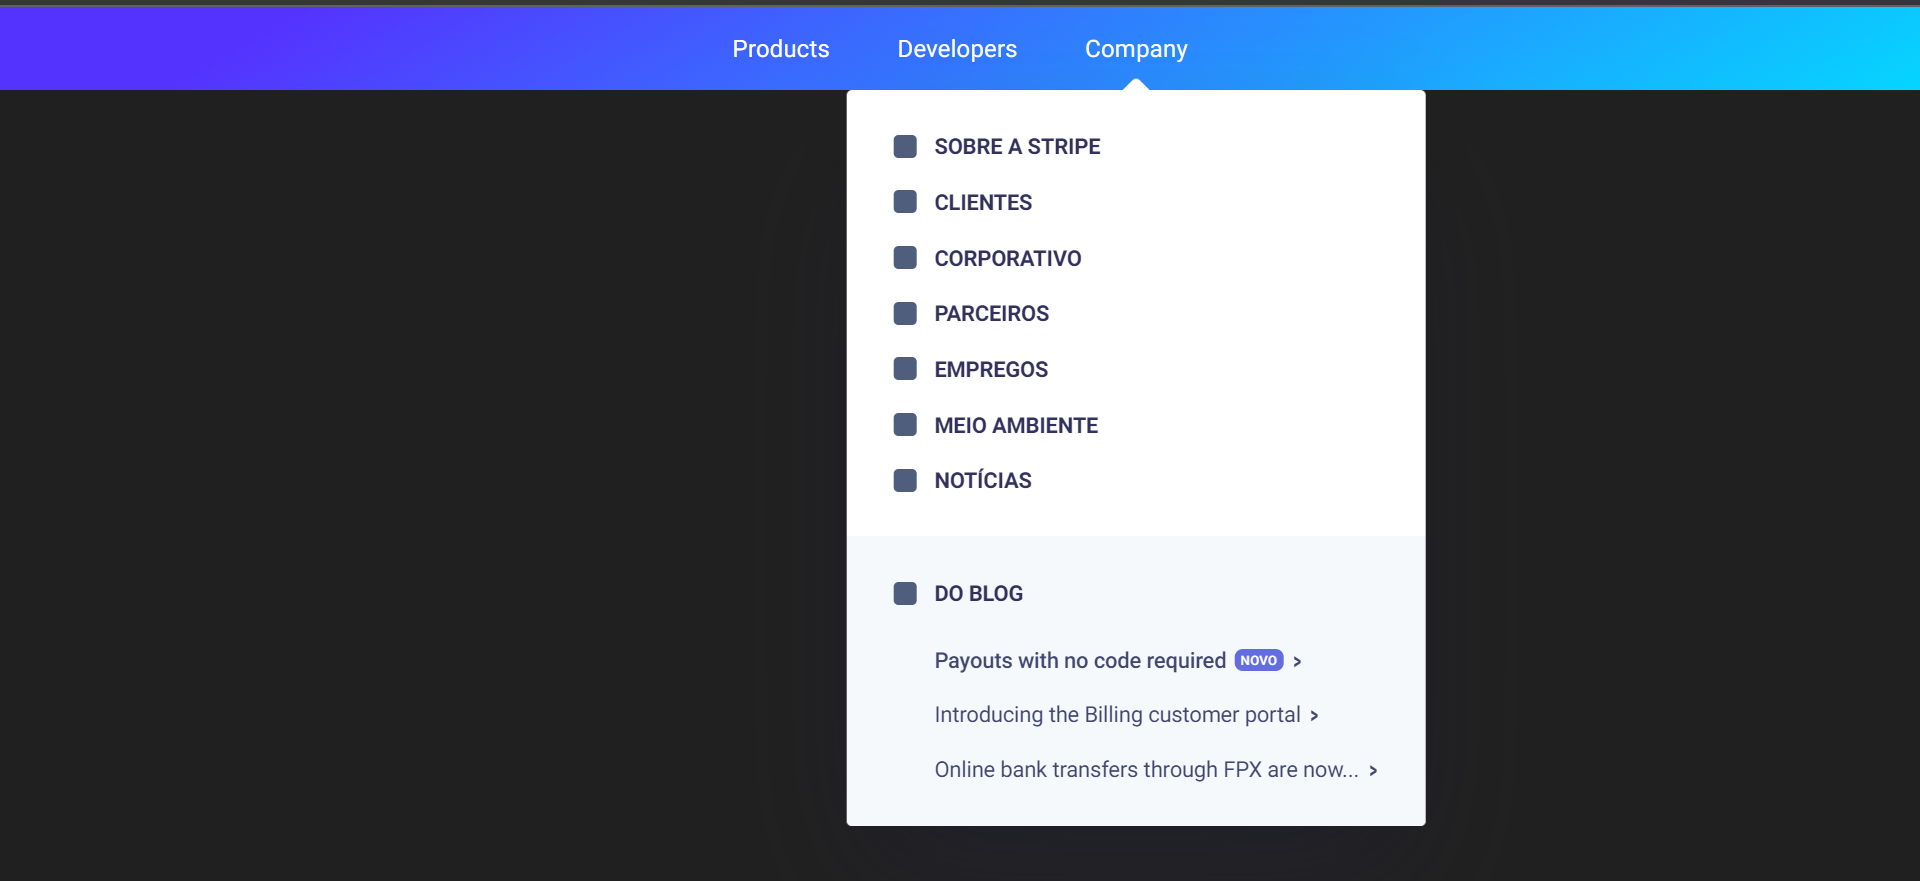 Products Developers Company
SOBRE A STRIPE
CLIENTES
CORPORATIVO
PARCEIROS
EMPREGOS
MEIO AMBIENTE
NOTÍCIAS
DO BLOG
Payouts with no code required NOVO >
Introducing the Billing customer portal >
Online bank transfers through FPX are now... >